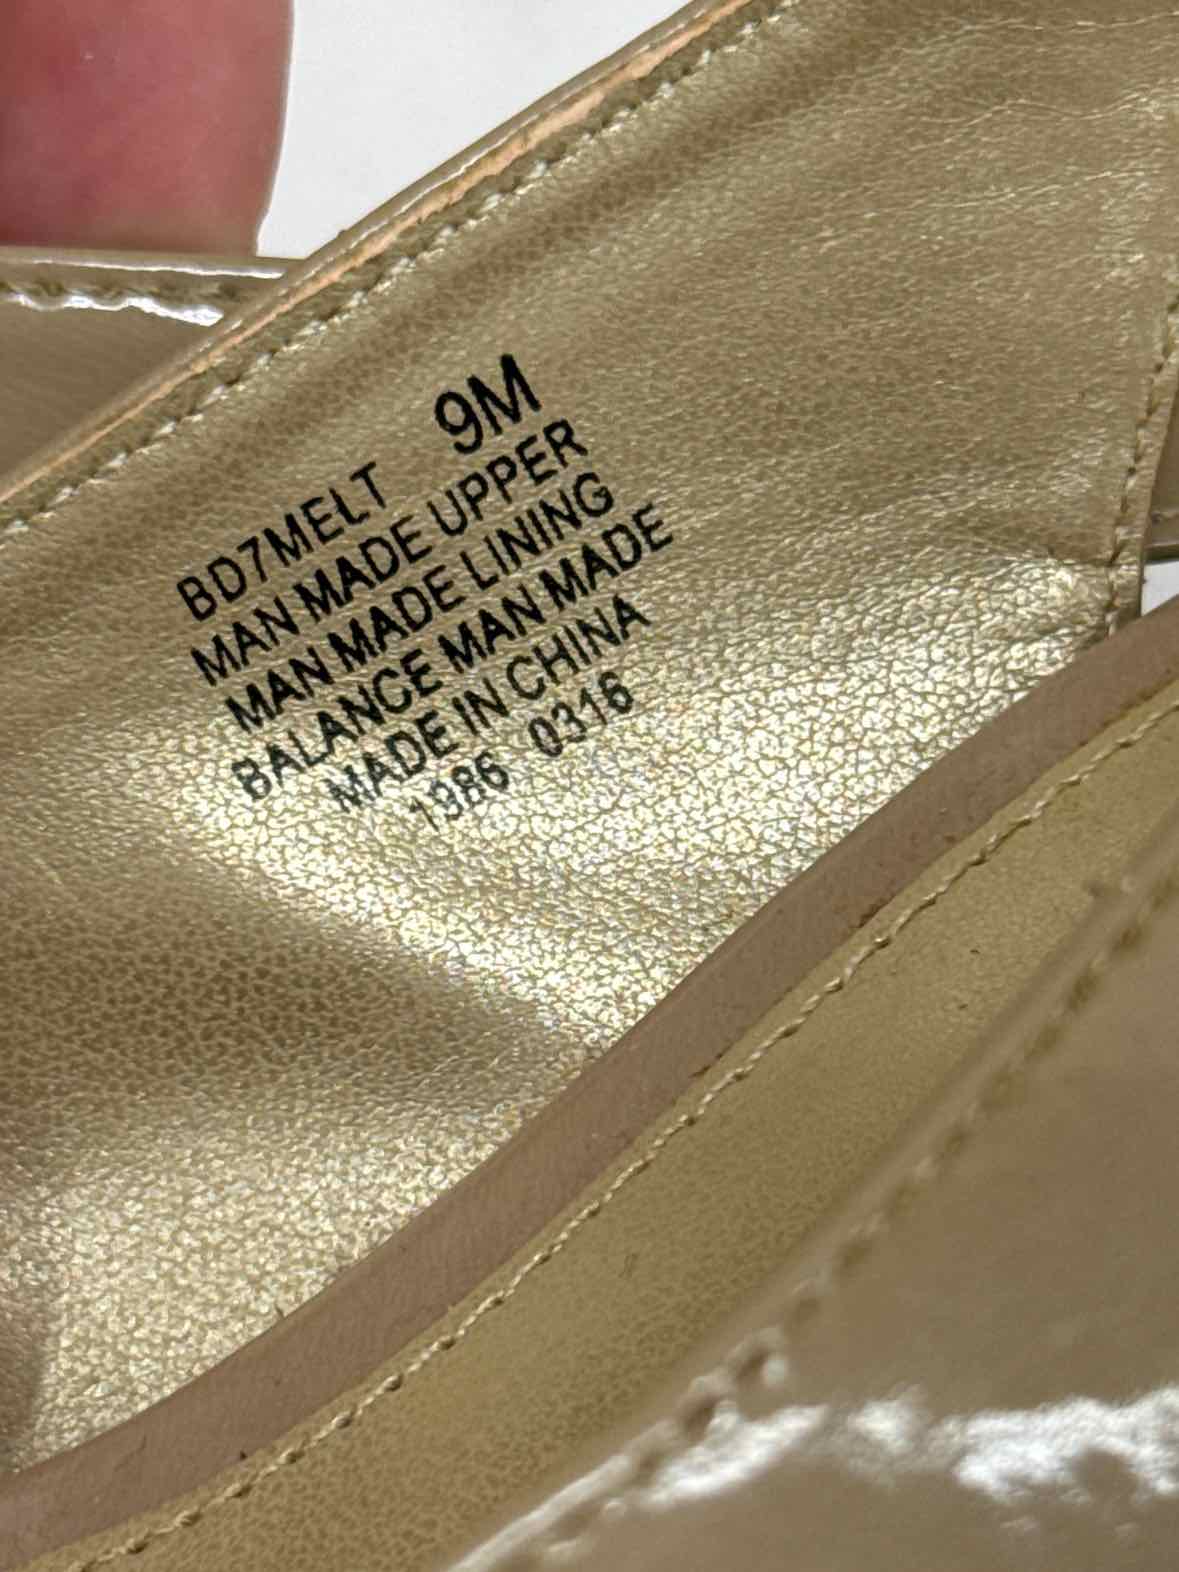 BD7MELT 9M
MAN MADE UPPER
MAN MADE LINING
BALANCE MAN MADE
MADE IN CHINA
1986 0316